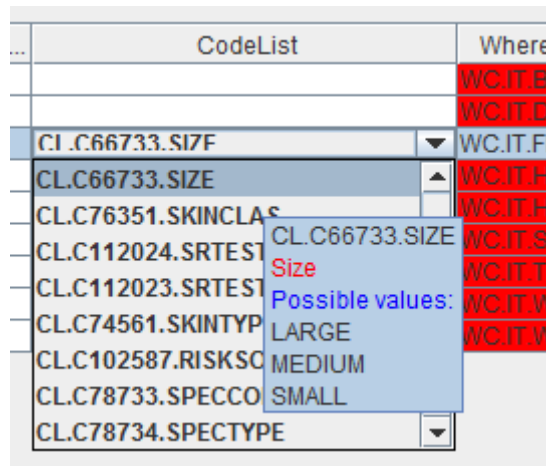 ... CodeList Where
WC.IT.B
WC.IT.D
CL.C66733.SIZE WC.IT.F
CL.C66733.SIZE WC.IT.H
CL.C76351.SKINCLAS WC.IT.H
CL.C66733.SIZE
CL.C112024.SRTEST WC.IT.S
Size
CL.C112023.SRTEST WC.IT.T
Possible values:
CL.C74561.SKINTYP WC.IT.W
LARGE
CL.C102587.RISKSO WC.IT.W
MEDIUM
CL.C78733.SPECCO
SMALL
CL.C78734.SPECTYPE